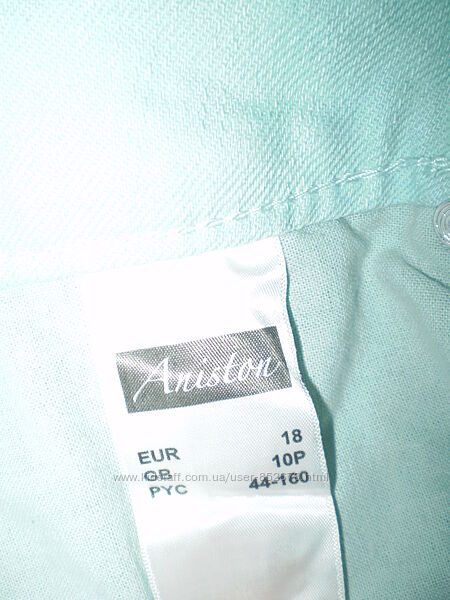 Aniston
EUR 18
GB 10P
РУС 44-160